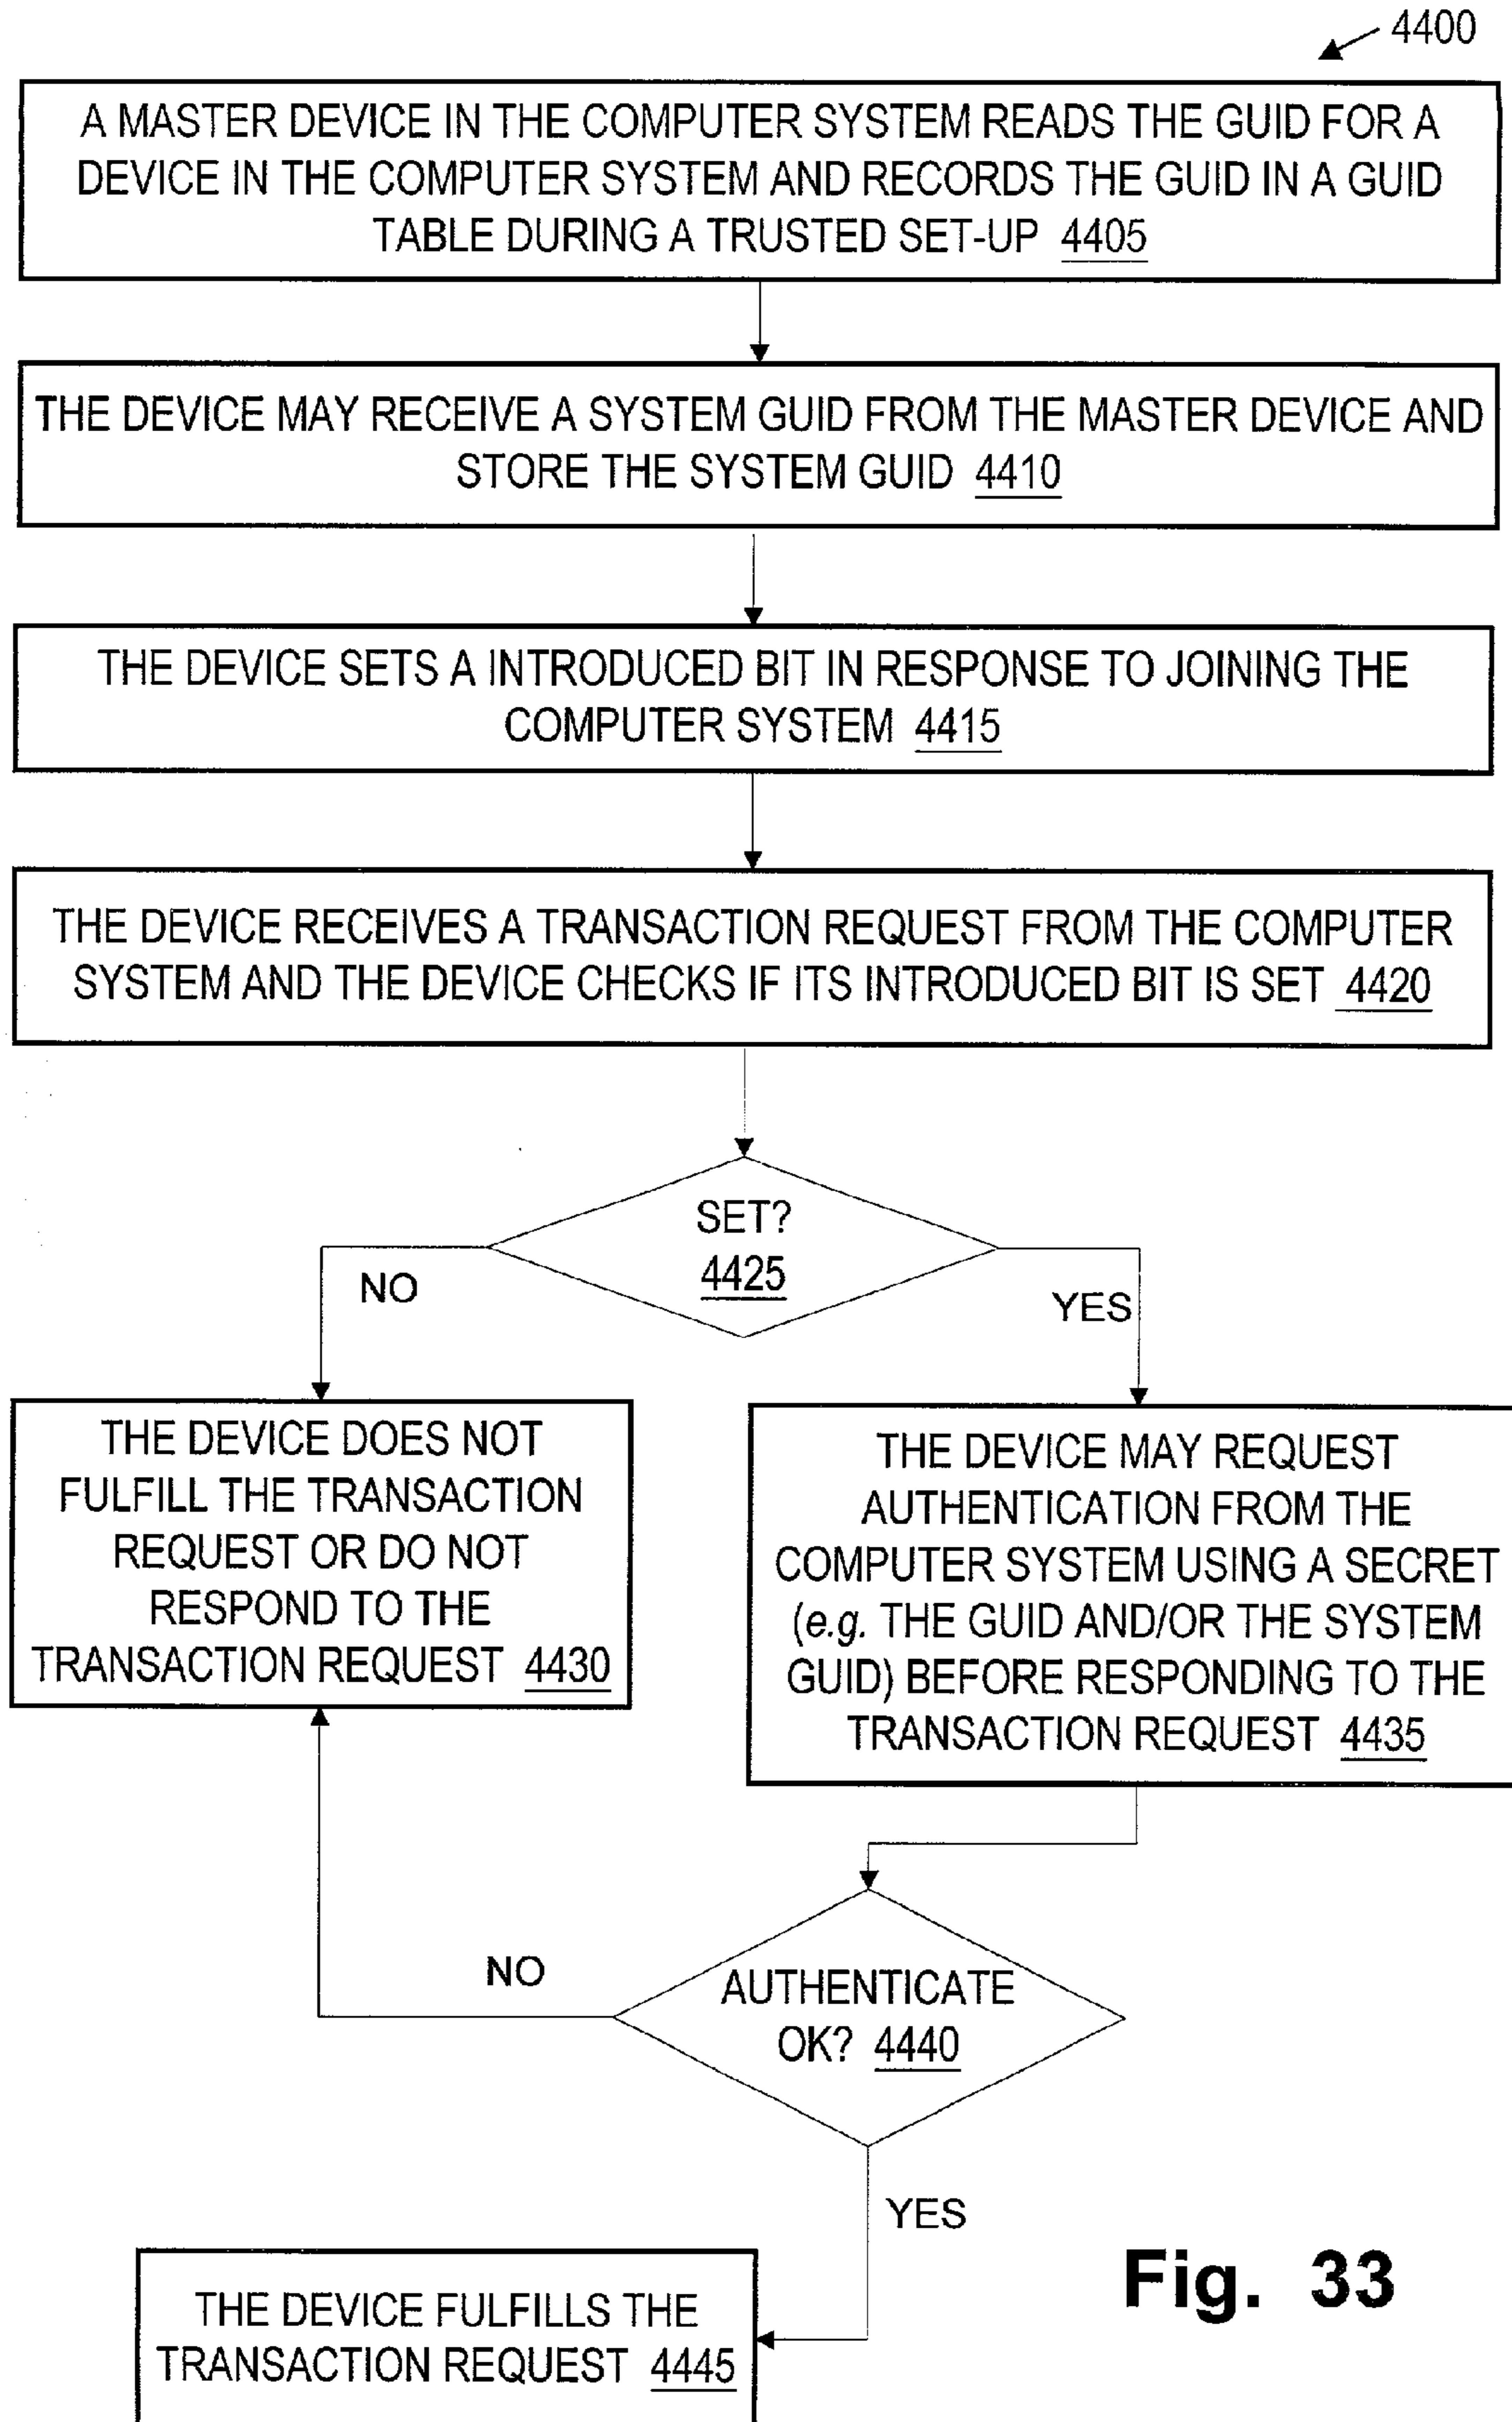 4400
A MASTER DEVICE IN THE COMPUTER SYSTEM READS THE GUID FOR A
DEVICE IN THE COMPUTER SYSTEM AND RECORDS THE GUID IN A GUID
TABLE DURING A TRUSTED SET-UP 4405
THE DEVICE MAY RECEIVE A SYSTEM GUID FROM THE MASTER DEVICE AND
STORE THE SYSTEM GUID 4410
THE DEVICE SETS A INTRODUCED BIT IN RESPONSE TO JOINING THE
COMPUTER SYSTEM 4415
THE DEVICE RECEIVES A TRANSACTION REQUEST FROM THE COMPUTER
SYSTEM AND THE DEVICE CHECKS IF ITS INTRODUCED BIT IS SET 4420
SET?
4425
NO
YES
THE DEVICE DOES NOT
FULFILL THE TRANSACTION
REQUEST OR DO NOT
RESPOND TO THE
TRANSACTION REQUEST 4430
THE DEVICE MAY REQUEST
AUTHENTICATION FROM THE
COMPUTER SYSTEM USING A SECRET
(e.g. THE GUID AND/OR THE SYSTEM
GUID) BEFORE RESPONDING TO THE
TRANSACTION REQUEST 4435
NO
AUTHENTICATE
OK? 4440
YES
THE DEVICE FULFILLS THE
TRANSACTION REQUEST 4445
Fig. 33